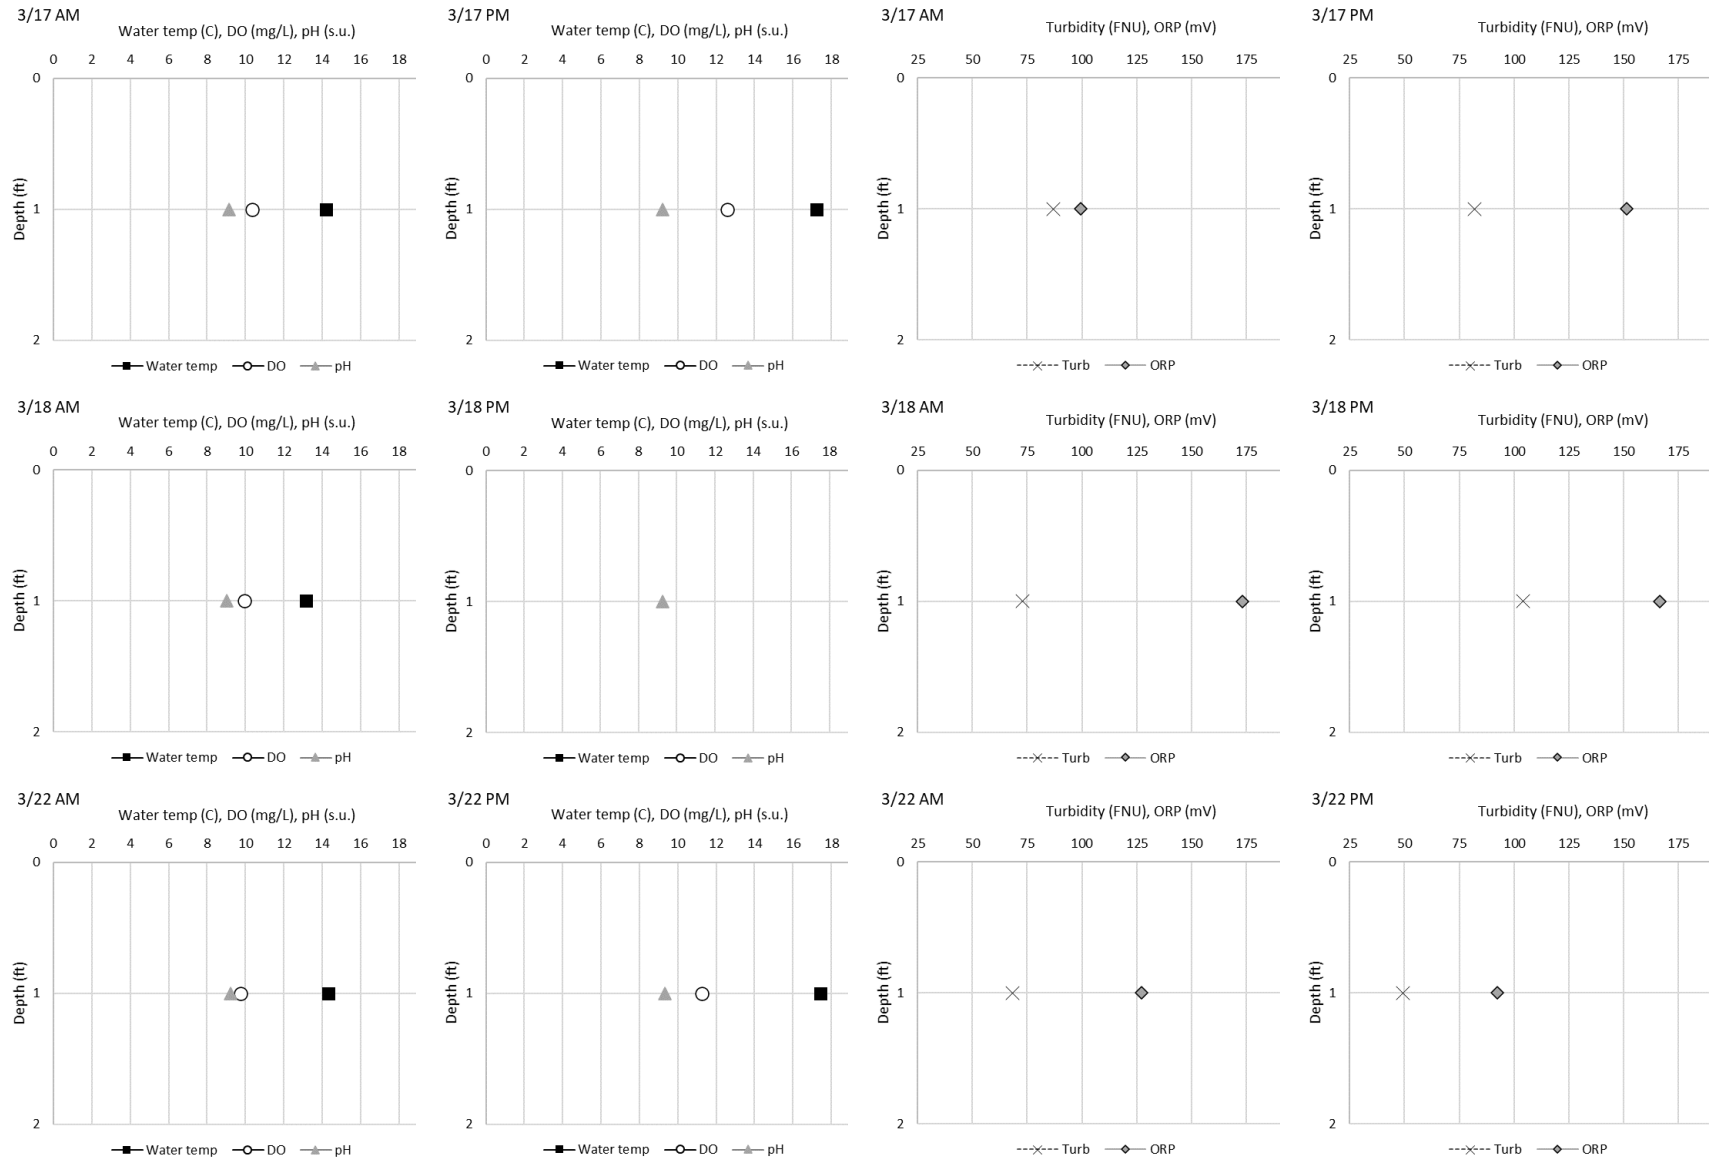 3/17 AM
Water temp (C), DO (mg/L), pH (s.u.)
0 2 4 6 8 10 12 14 16 18
0
Depth (ft)
1
2
Water temp DO pH
3/17 PM
Water temp (C), DO (mg/L), pH (s.u.)
0 2 4 6 8 10 12 14 16 18
0
Depth (ft)
1
2
Water temp DO pH
3/17 AM
Turbidity (FNU), ORP (mV)
25 50 75 100 125 150 175
0
Depth (ft)
1
2
Turb ORP
3/17 PM
Turbidity (FNU), ORP (mV)
25 50 75 100 125 150 175
0
Depth (ft)
1
2
Turb ORP
3/18 AM
Water temp (C), DO (mg/L), pH (s.u.)
0 2 4 6 8 10 12 14 16 18
0
Depth (ft)
1
2
Water temp DO pH
3/18 PM
Water temp (C), DO (mg/L), pH (s.u.)
0 2 4 6 8 10 12 14 16 18
0
Depth (ft)
1
2
Water temp DO pH
3/18 AM
Turbidity (FNU), ORP (mV)
25 50 75 100 125 150 175
0
Depth (ft)
1
2
Turb ORP
3/18 PM
Turbidity (FNU), ORP (mV)
25 50 75 100 125 150 175
0
Depth (ft)
1
2
Turb ORP
3/22 AM
Water temp (C), DO (mg/L), pH (s.u.)
0 2 4 6 8 10 12 14 16 18
0
Depth (ft)
1
2
Water temp DO pH
3/22 PM
Water temp (C), DO (mg/L), pH (s.u.)
0 2 4 6 8 10 12 14 16 18
0
Depth (ft)
1
2
Water temp DO pH
3/22 AM
Turbidity (FNU), ORP (mV)
25 50 75 100 125 150 175
0
Depth (ft)
1
2
Turb ORP
3/22 PM
Turbidity (FNU), ORP (mV)
25 50 75 100 125 150 175
0
Depth (ft)
1
2
Turb ORP